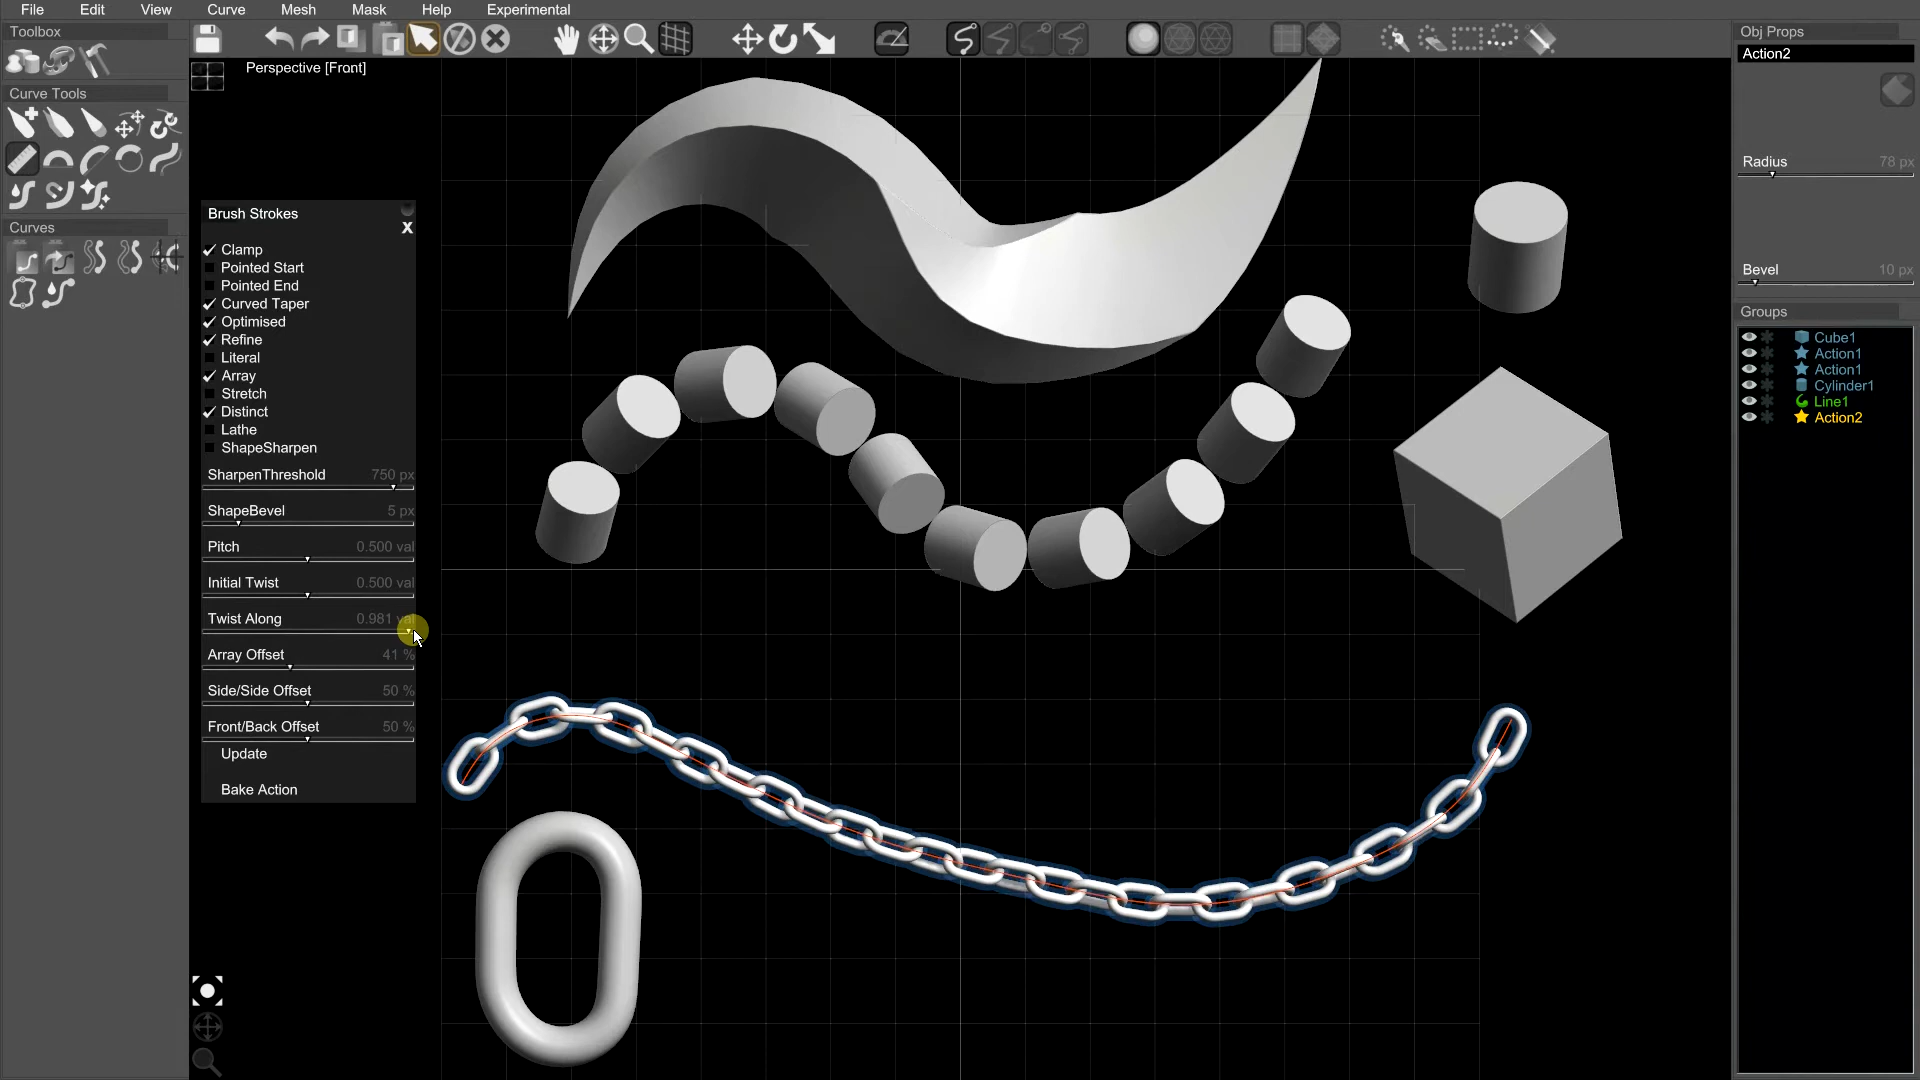 File Edit View Curve Mesh Mask Help Experimental
Toolbox
Perspective [Front]
Curve Tools
Curves
Brush Strokes
X
Clamp
Pointed Start
Pointed End
Curved Taper
Optimised
Refine
Literal
Array
Stretch
Distinct
Lathe
ShapeSharpen
SharpenThreshold 750 px
ShapeBevel 5 px
Pitch 0.500 val
Initial Twist 0.500 val
Twist Along 0.981 val
Array Offset 41 %
Side/Side Offset 50 %
Front/Back Offset 50 %
Update
Bake Action
Obj Props
Action2
Radius 78 px
Bevel 10 px
Groups
Cube1
Action1
Action1
Cylinder1
Line1
Action2